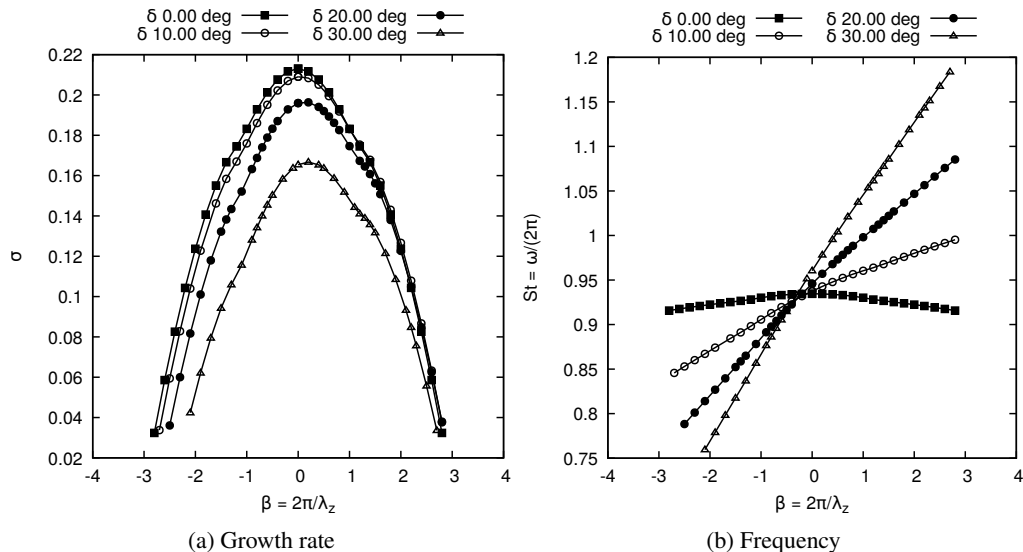 δ 0.00 deg
δ 10.00 deg
δ 20.00 deg
δ 30.00 deg
0.22
0.2
0.18
0.16
0.14
0.12
0.1
0.08
0.06
0.04
0.02
σ
-4 -3 -2 -1 0 1 2 3 4
β = 2π/λz
(a) Growth rate
δ 0.00 deg
δ 10.00 deg
δ 20.00 deg
δ 30.00 deg
1.2
1.15
1.1
1.05
1
0.95
0.9
0.85
0.8
0.75
St = ω/(2π)
-4 -3 -2 -1 0 1 2 3 4
β = 2π/λz
(b) Frequency